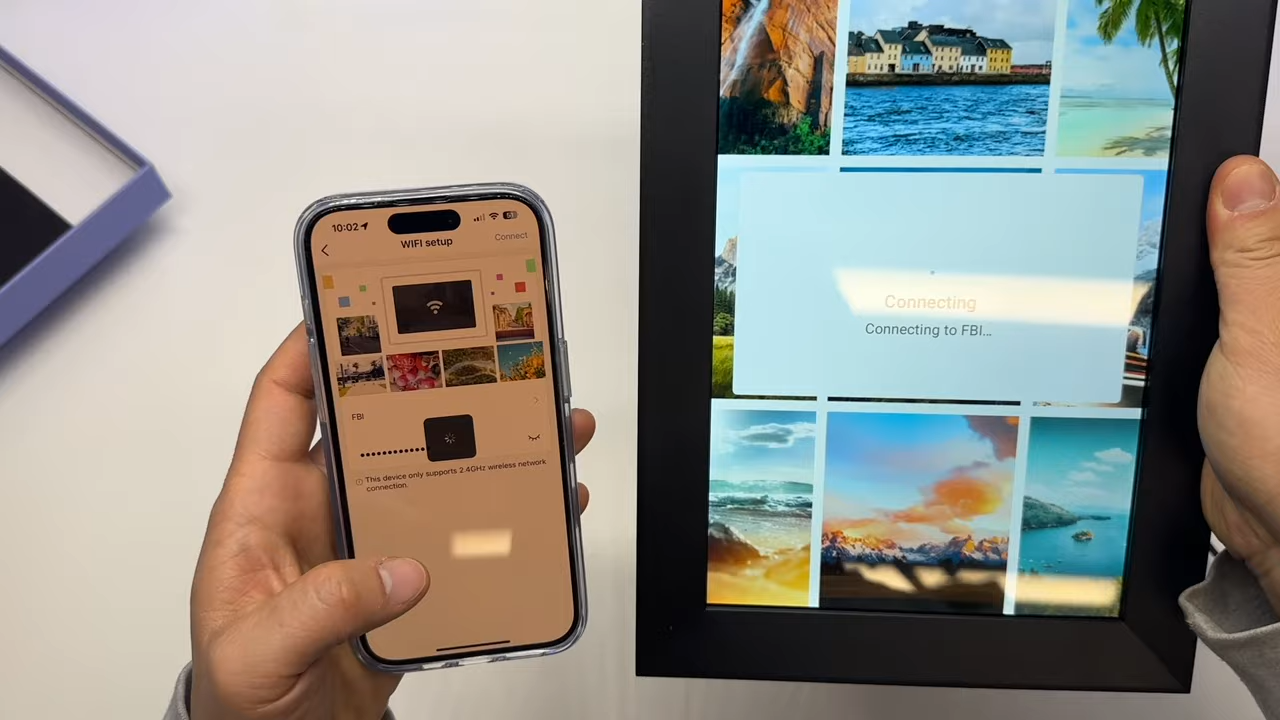 10:02
WIFI setup
Connect
FBI
This device only supports 2.4GHz wireless network
connection.
Connecting
Connecting to FBI...